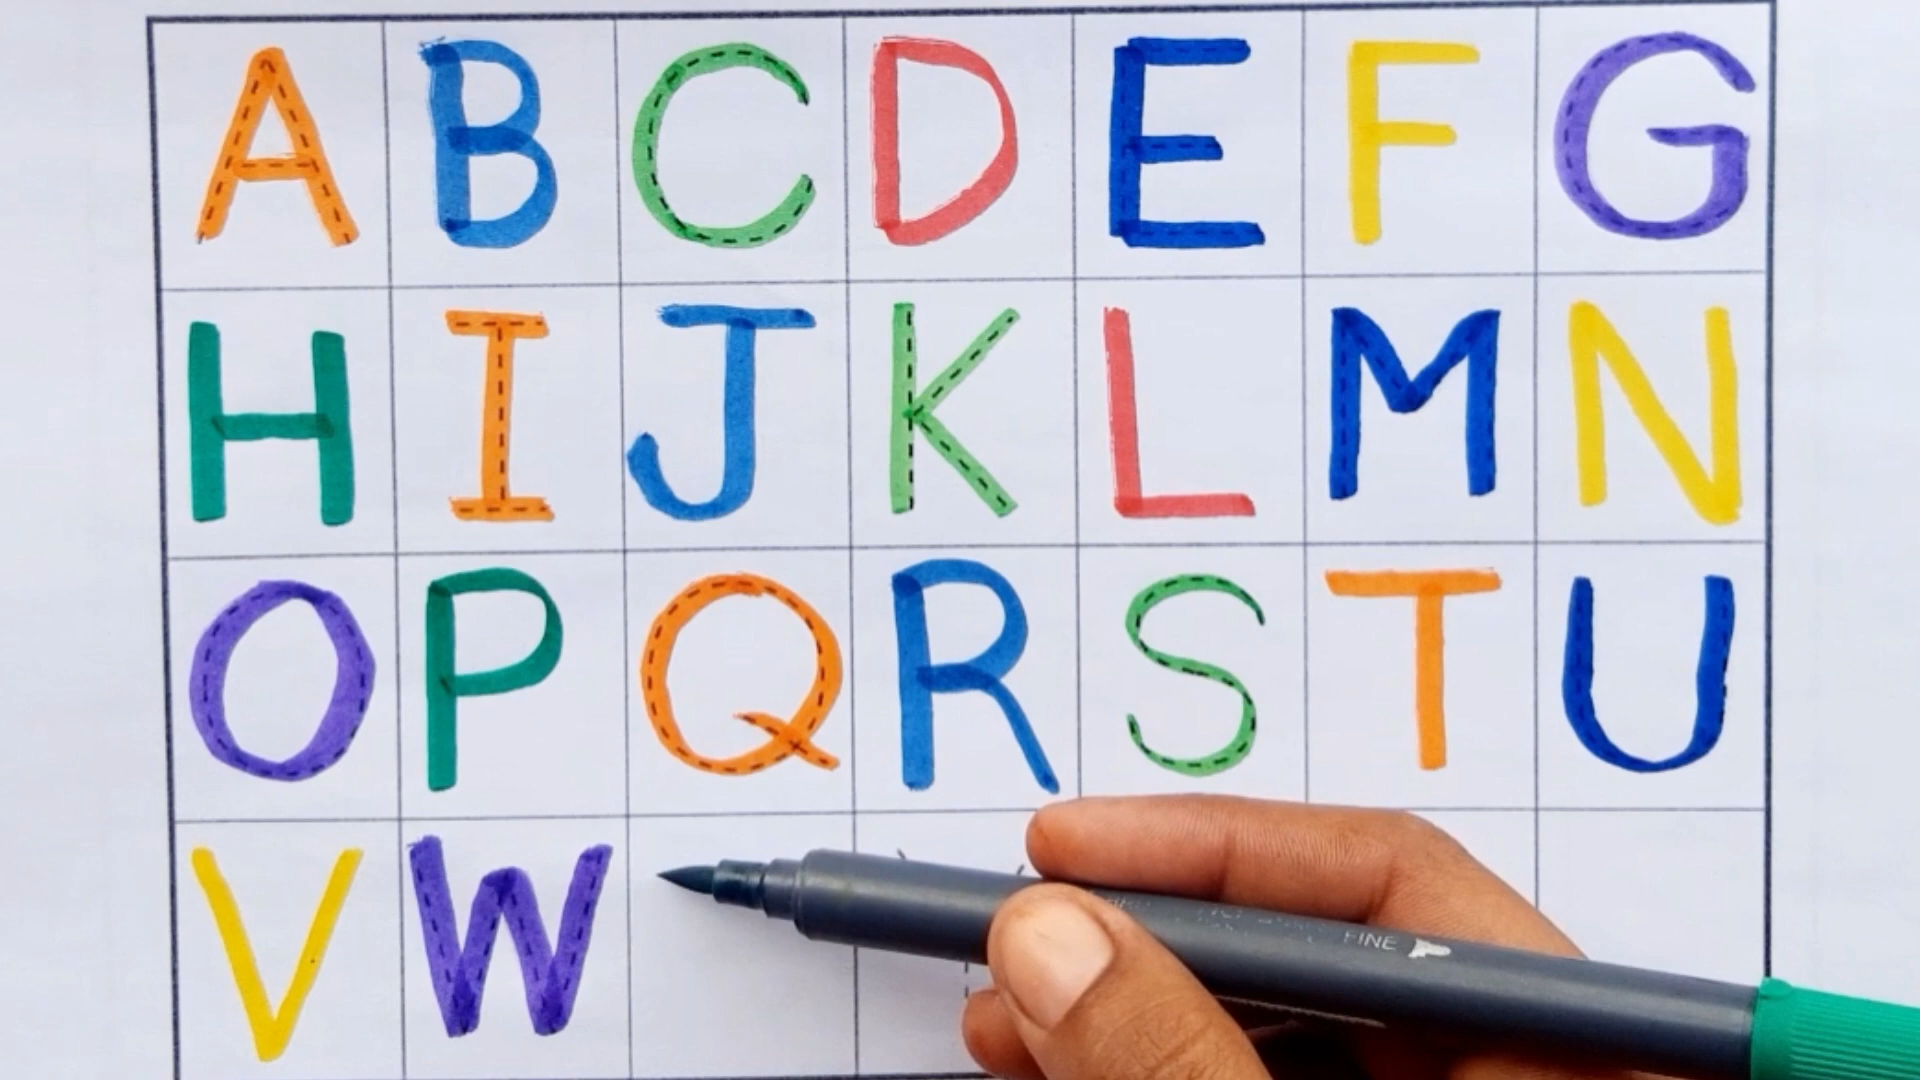 A B C D E F G
H I J K L M N
O P Q R S T U
V W
FINE